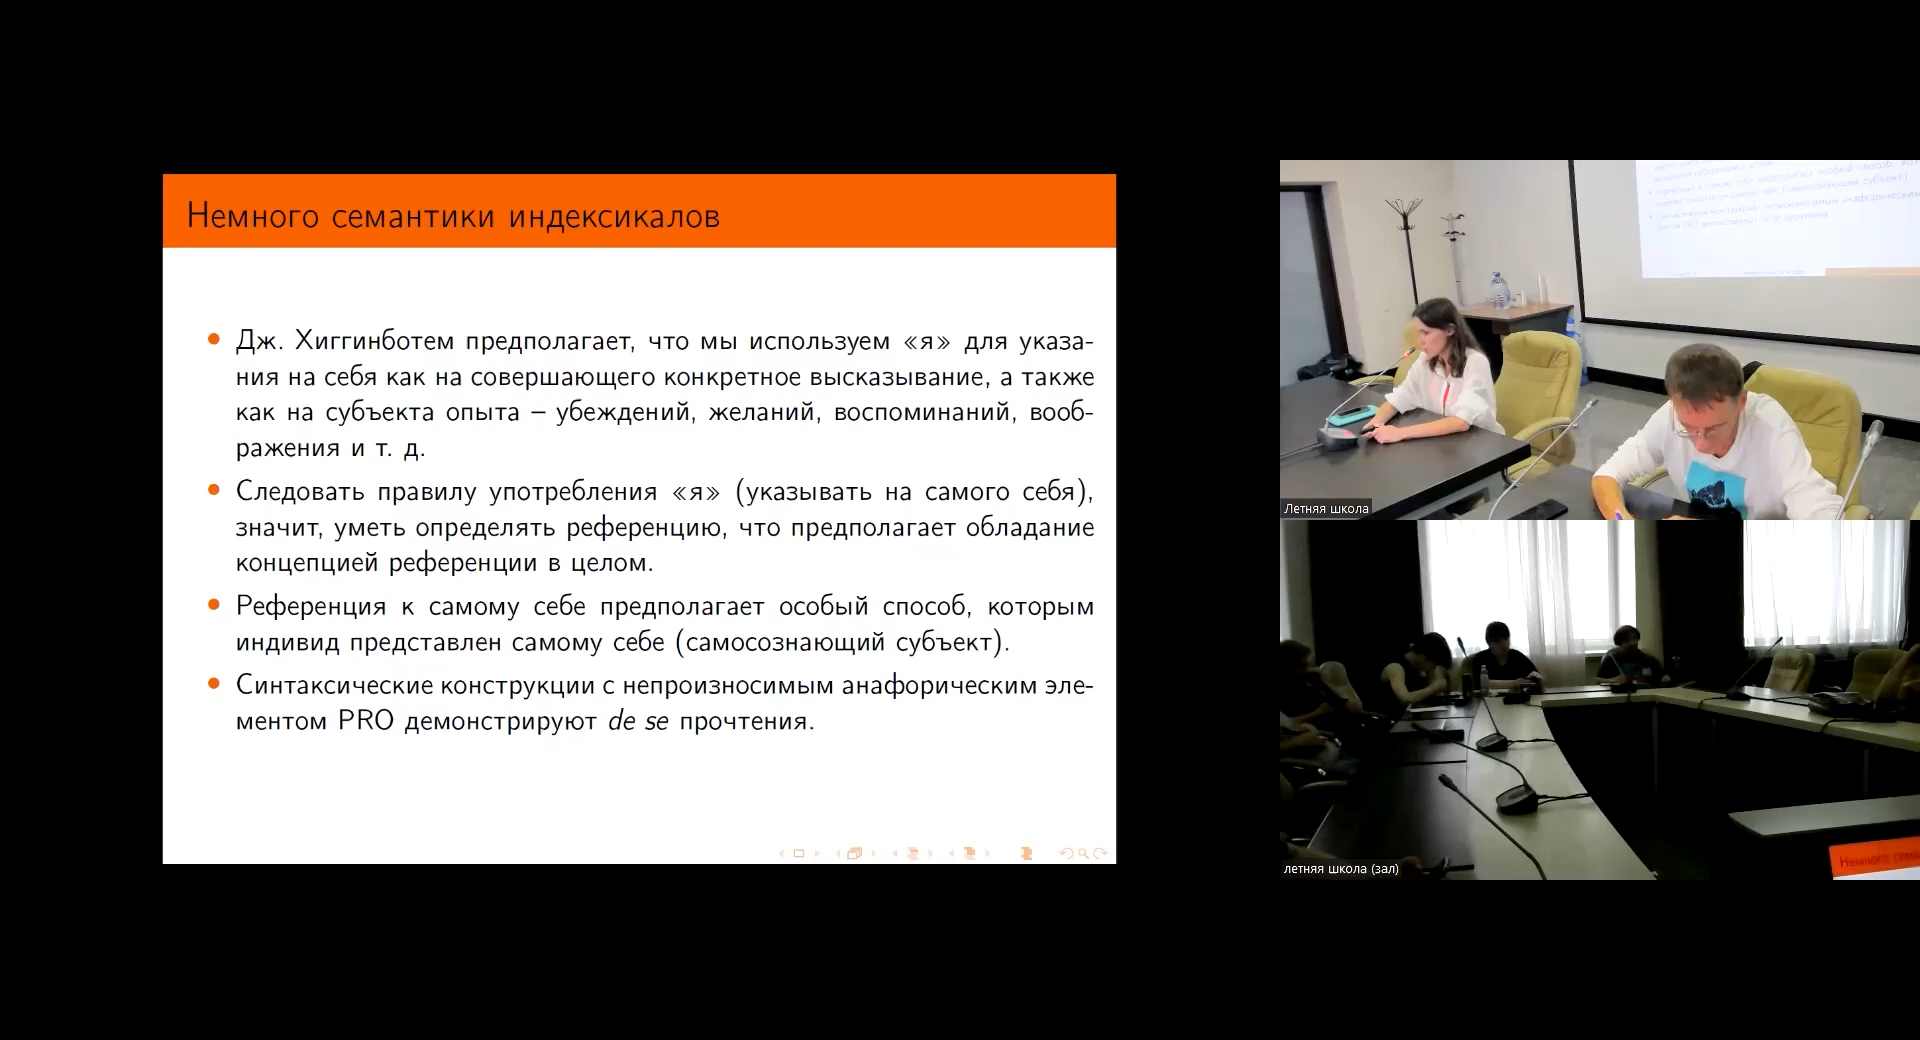 Немного семантики индексикалов
Дж. Хиггинботем предполагает, что мы используем «я» для указа-
ния на себя как на совершающего конкретное высказывание, а также
как на субъекта опыта – убеждений, желаний, воспоминаний, вооб-
ражения и т. д.
Следовать правилу употребления «я» (указывать на самого себя),
значит, уметь определять референцию, что предполагает обладание
концепцией референции в целом.
Референция к самому себе предполагает особый способ, которым
индивид представлен самому себе (самосознающий субъект).
Синтаксические конструкции с непроизносимым анафорическим эле-
ментом PRO демонстрируют de se прочтения.
Летняя школа
летняя школа (зал)
Немного